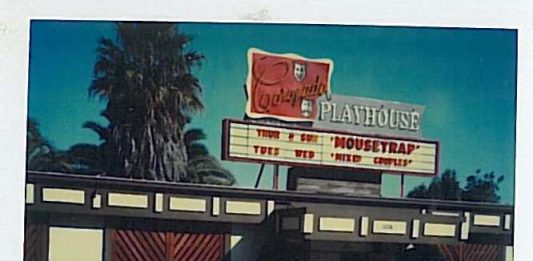 Coronado
PLAYHOUSE
THUR & SUN "MOUSETRAP"
TUES WED "MIXED COUPLES"